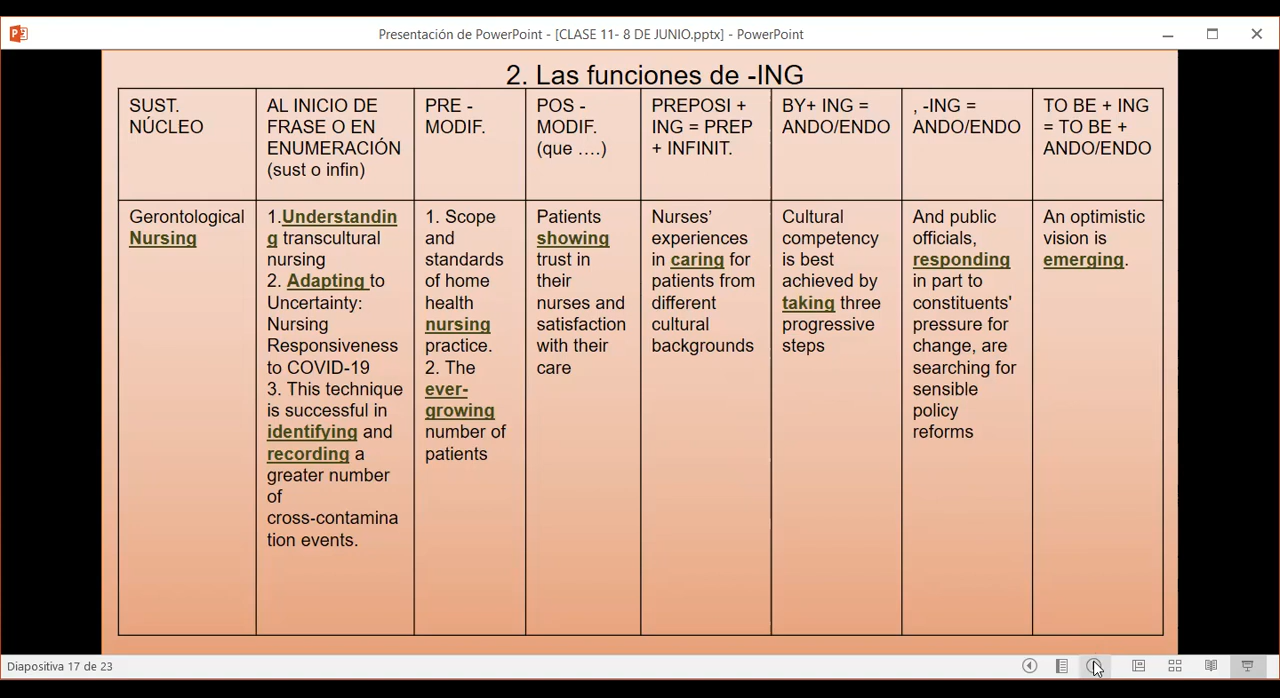 Presentación de PowerPoint - [CLASE 11- 8 DE JUNIO.pptx] - PowerPoint
2. Las funciones de -ING
SUST.
NÚCLEO
AL INICIO DE
FRASE O EN
ENUMERACIÓN
(sust o infin)
PRE -
MODIF.
POS -
MODIF.
(que ….)
PREPOSI +
ING = PREP
+ INFINIT.
BY+ ING =
ANDO/ENDO
, -ING =
ANDO/ENDO
TO BE + ING
= TO BE +
ANDO/ENDO
Gerontological
Nursing
1.Understandin
g transcultural
nursing
2. Adapting to
Uncertainty:
Nursing
Responsiveness
to COVID-19
3. This technique
is successful in
identifying and
recording a
greater number
of
cross-contamina
tion events.
1. Scope
and
standards
of home
health
nursing
practice.
2. The
ever-
growing
number of
patients
Patients
showing
trust in
their
nurses and
satisfaction
with their
care
Nurses’
experiences
in caring for
patients from
different
cultural
backgrounds
Cultural
competency
is best
achieved by
taking three
progressive
steps
And public
officials,
responding
in part to
constituents'
pressure for
change, are
searching for
sensible
policy
reforms
An optimistic
vision is
emerging.
Diapositiva 17 de 23